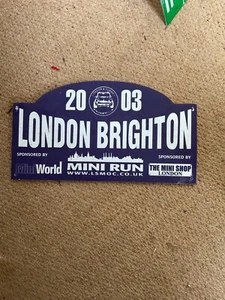 20 03
LONDON BRIGHTON
SPONSORED BY
MiniWorld
MINI RUN
WWW.LSMOC.CO.UK
SPONSORED BY
THE MINI SHOP
LONDON